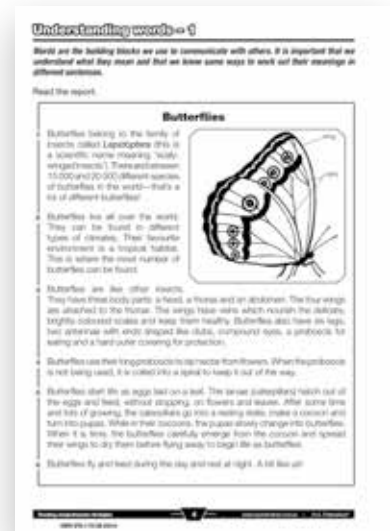 Understanding words – 1
Words are the building blocks we use to communicate with others. It is important that we
understand what they mean and that we know some ways to work out their meanings in
different sentences.
Read the report.
Butterflies
Butterflies belong to the family of
insects called Lepidoptera (this is
a scientific name meaning 'scaly-
winged insects'). There are between
15 000 and 20 000 different species
of butterflies in the world—that's a
lot of different butterflies!
Butterflies live all over the world.
They can be found in different
types of climates. Their favourite
environment is a tropical habitat.
This is where the most number of
butterflies can be found.
Butterflies are like other insects.
They have three body parts: a head, a thorax and an abdomen. The four wings
are attached to the thorax. The wings have veins which nourish the delicate,
brightly coloured scales and keep them healthy. Butterflies also have six legs,
two antennae with ends shaped like clubs, compound eyes, a proboscis for
eating and a hard outer covering for protection.
Butterflies use their long proboscis to sip nectar from flowers. When the proboscis
is not being used, it is coiled into a spiral to keep it out of the way.
Butterflies start life as eggs laid on a leaf. The larvae (caterpillars) hatch out of
the eggs and feed, without stopping, on flowers and leaves. After some time
and lots of growing, the caterpillars go into a resting state, make a cocoon and
turn into pupas. While in their cocoons, the pupas slowly change into butterflies.
When it is time, the butterflies carefully emerge from the cocoon and spread
their wings to dry them before flying away to begin life as butterflies.
Butterflies fly and feed during the day and rest at night. A bit like us!
4